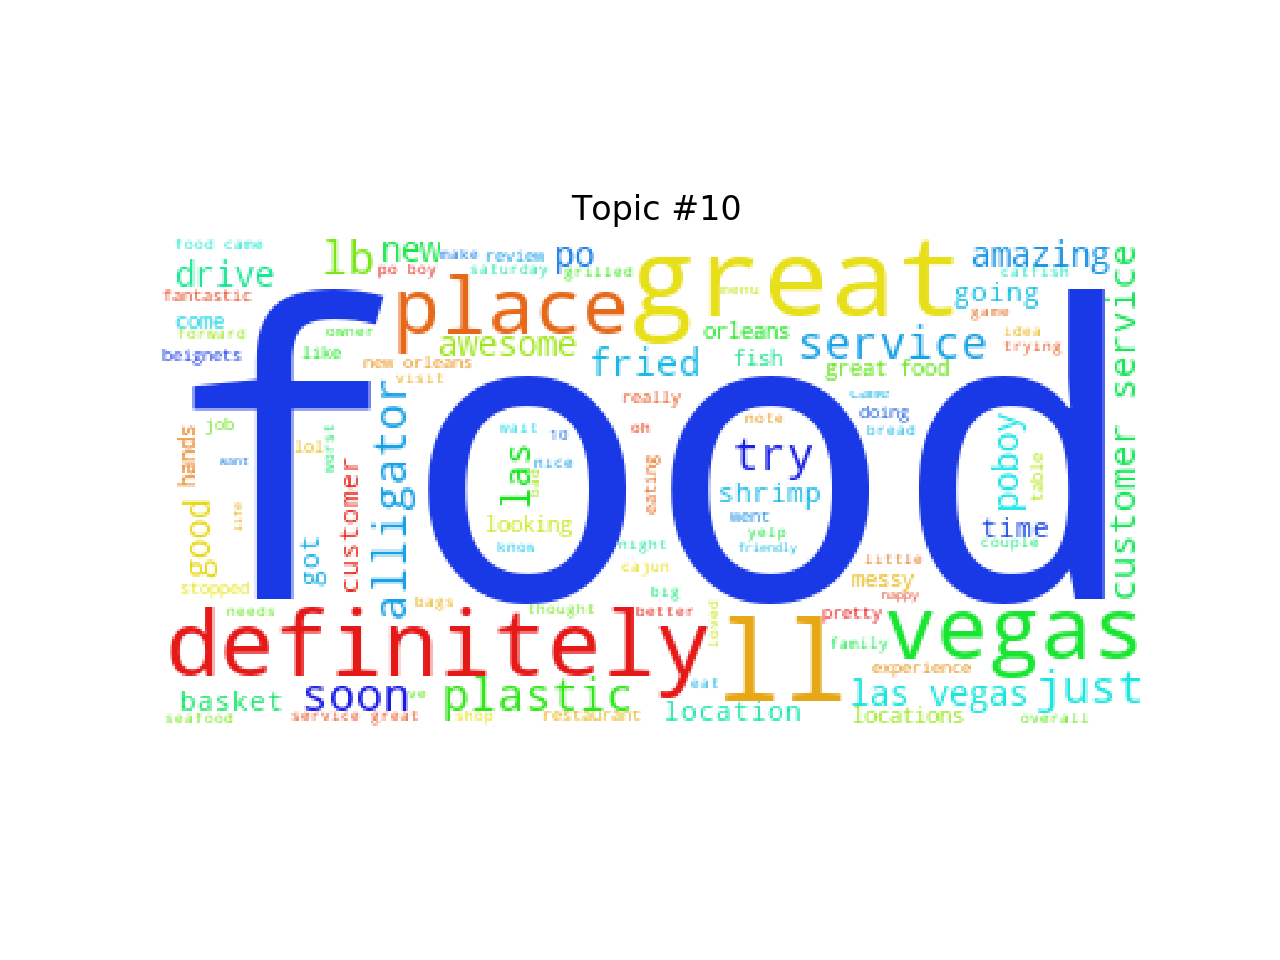 Topic #10
food came
lb
new
make
review
po
great
amazing
drive
po boy
saturday
grilled
catfish
fantastic
place
menu
going
game
come
forward
owner
awesome
orleans
service
idea
trying
beignets
like
new orleans
fried
fish
great food
visit
customer service
food
alligator
really
doing
bread
note
job
hands
want
lol
worst
wait
10
oh
las
nice
bad
try
poboy
table
eating
shrimp
good
customer
looking
went
time
yelp
got
know
night
friendly
couple
stopped
cajun
little
messy
big
happy
needs
bags
thought
better
loved
pretty
definitely
ll
family
vegas
experience
eat
basket
soon
ve
plastic
las vegas
just
seafood
service great
shop
restaurant
location
locations
overall